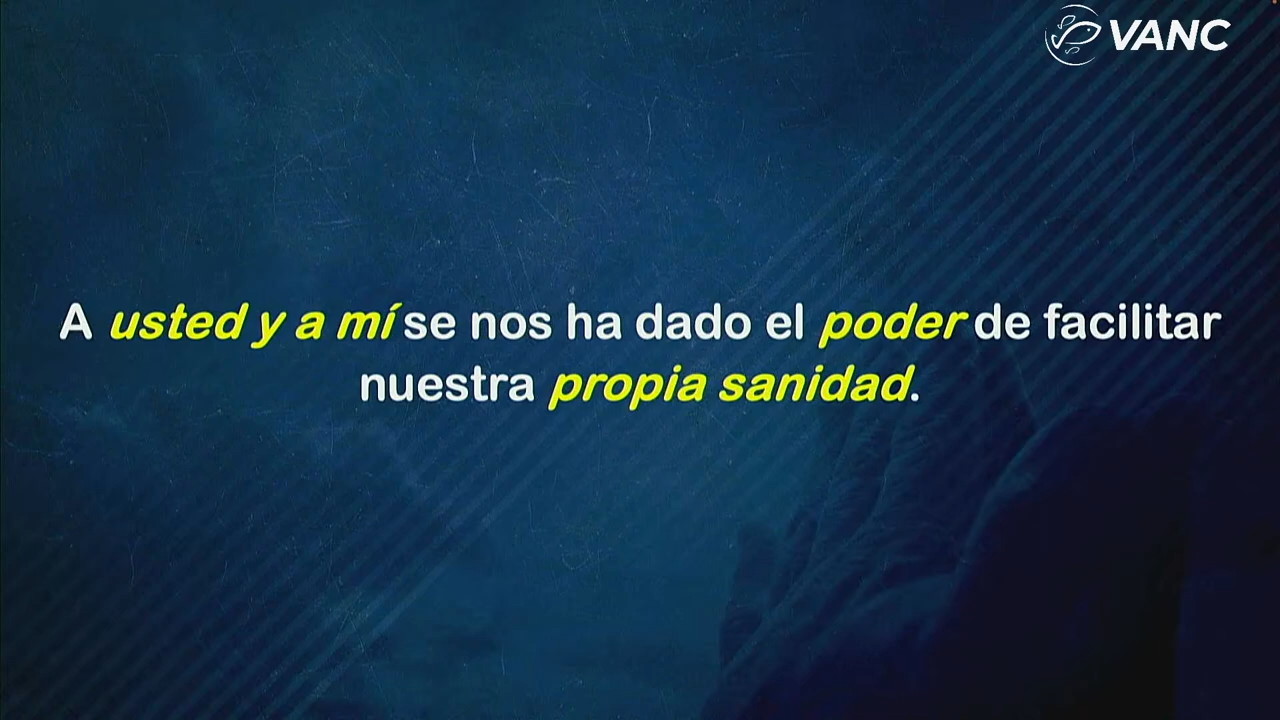 VANC
A usted y a mí se nos ha dado el poder de facilitar
nuestra propia sanidad.